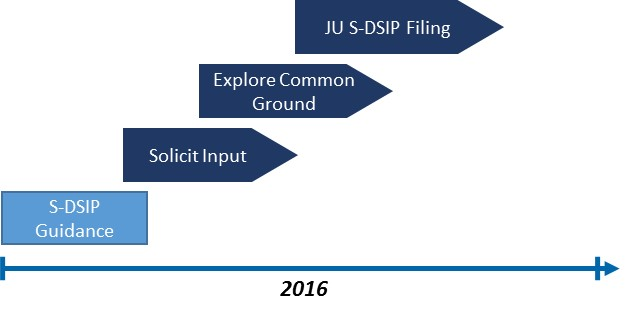 JU S-DSIP Filing
Explore Common
Ground
Solicit Input
S-DSIP
Guidance
2016